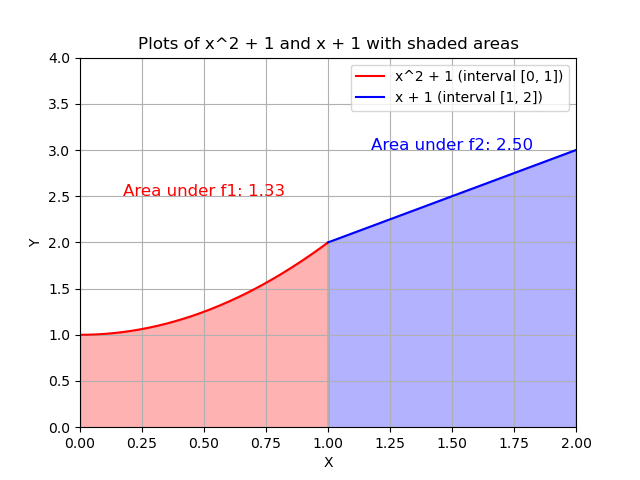 Plots of x^2 + 1 and x + 1 with shaded areas
x^2 + 1 (interval [0, 1])
x + 1 (interval [1, 2])
Area under f2: 2.50
Area under f1: 1.33
Y
4.0
3.5
3.0
2.5
2.0
1.5
1.0
0.5
0.0
0.00 0.25 0.50 0.75 1.00 1.25 1.50 1.75 2.00
X